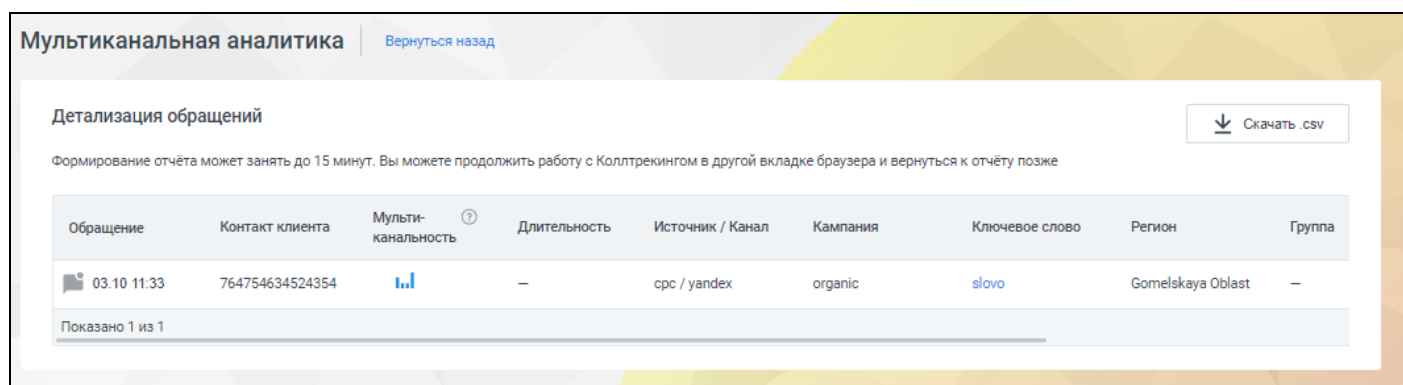 Мультиканальная аналитика Вернуться назад
Детализация обращений Скачать .csv
Формирование отчёта может занять до 15 минут. Вы можете продолжить работу с Коллтрекингом в другой вкладке браузера и вернуться к отчёту позже
Обращение Контакт клиента Мульти- ? Длительность Источник / Канал Кампания Ключевое слово Регион Группа
канальность
03.10 11:33 764754634524354 – cpc / yandex organic slovo Gomelskaya Oblast –
Показано 1 из 1